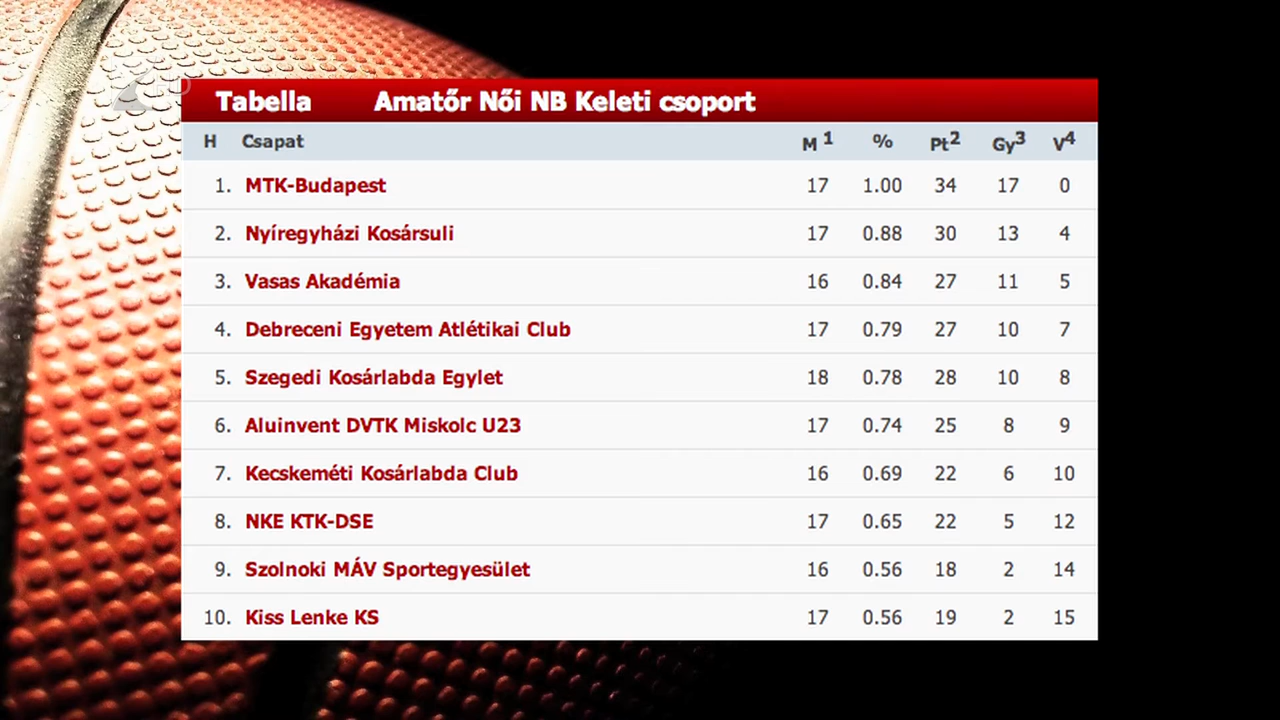 HD
Tabella Amatőr Női NB Keleti csoport
H Csapat M 1 % Pt2 Gy3 V4
1. MTK-Budapest 17 1.00 34 17 0
2. Nyíregyházi Kosársuli 17 0.88 30 13 4
3. Vasas Akadémia 16 0.84 27 11 5
4. Debreceni Egyetem Atlétikai Club 17 0.79 27 10 7
5. Szegedi Kosárlabda Egylet 18 0.78 28 10 8
6. Aluinvent DVTK Miskolc U23 17 0.74 25 8 9
7. Kecskeméti Kosárlabda Club 16 0.69 22 6 10
8. NKE KTK-DSE 17 0.65 22 5 12
9. Szolnoki MÁV Sportegyesület 16 0.56 18 2 14
10. Kiss Lenke KS 17 0.56 19 2 15